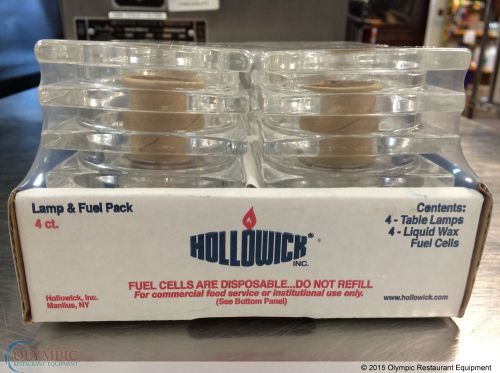 Lamp & Fuel Pack
4 ct.
HOLLOWICK®
INC.
Contents:
4 - Table Lamps
4 - Liquid Wax
Fuel Cells
FUEL CELLS ARE DISPOSABLE...DO NOT REFILL
For commercial food service or institutional use only.
(See Bottom Panel)
Hollowick, Inc.
Manlius, NY
www.hollowick.com
OLYMPIC
RESTAURANT EQUIPMENT
© 2015 Olympic Restaurant Equipment